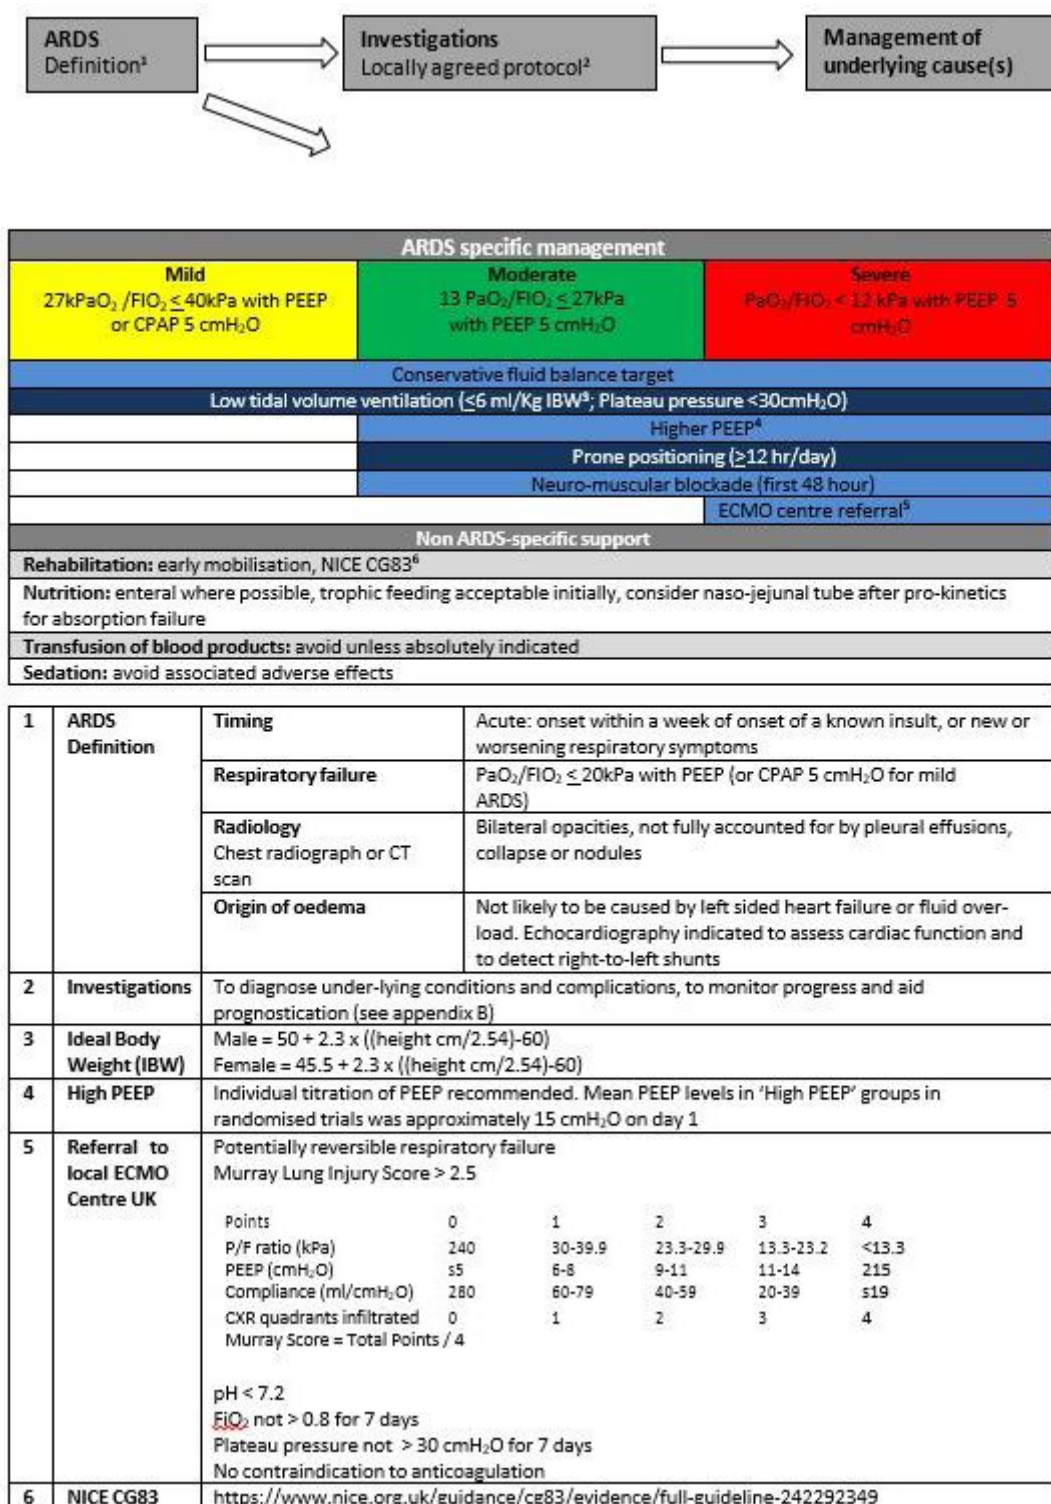 ARDS
Definition¹
Investigations
Locally agreed protocol²
Management of
underlying cause(s)
ARDS specific management
Mild
27kPaO₂ /FIO₂ ≤ 40kPa with PEEP
or CPAP 5 cmH₂O
Moderate
13 PaO₂/FIO₂ ≤ 27kPa
with PEEP 5 cmH₂O
Severe
PaO₂/FIO₂ < 12 kPa with PEEP 5
cmH₂O
Conservative fluid balance target
Low tidal volume ventilation (≤6 ml/Kg IBW³; Plateau pressure <30cmH₂O)
Higher PEEP⁴
Prone positioning (≥12 hr/day)
Neuro-muscular blockade (first 48 hour)
ECMO centre referral⁵
Non ARDS-specific support
Rehabilitation: early mobilisation, NICE CG83⁶
Nutrition: enteral where possible, trophic feeding acceptable initially, consider naso-jejunal tube after pro-kinetics
for absorption failure
Transfusion of blood products: avoid unless absolutely indicated
Sedation: avoid associated adverse effects
1 ARDS Timing Acute: onset within a week of onset of a known insult, or new or
Definition worsening respiratory symptoms
Respiratory failure PaO₂/FIO₂ ≤ 20kPa with PEEP (or CPAP 5 cmH₂O for mild
ARDS)
Radiology Bilateral opacities, not fully accounted for by pleural effusions,
Chest radiograph or CT collapse or nodules
scan
Origin of oedema Not likely to be caused by left sided heart failure or fluid over-
load. Echocardiography indicated to assess cardiac function and
to detect right-to-left shunts
2 Investigations To diagnose under-lying conditions and complications, to monitor progress and aid
prognostication (see appendix B)
3 Ideal Body Male = 50 + 2.3 x ((height cm/2.54)-60)
Weight (IBW) Female = 45.5 + 2.3 x ((height cm/2.54)-60)
4 High PEEP Individual titration of PEEP recommended. Mean PEEP levels in 'High PEEP' groups in
randomised trials was approximately 15 cmH₂O on day 1
5 Referral to Potentially reversible respiratory failure
local ECMO Murray Lung Injury Score > 2.5
Centre UK
Points 0 1 2 3 4
P/F ratio (kPa) 240 30-39.9 23.3-29.9 13.3-23.2 <13.3
PEEP (cmH₂O) s5 6-8 9-11 11-14 215
Compliance (ml/cmH₂O) 280 60-79 40-59 20-39 s19
CXR quadrants infiltrated 0 1 2 3 4
Murray Score = Total Points / 4
pH < 7.2
FiO₂ not > 0.8 for 7 days
Plateau pressure not > 30 cmH₂O for 7 days
No contraindication to anticoagulation
6 NICE CG83 https://www.nice.org.uk/guidance/cg83/evidence/full-guideline-242292349